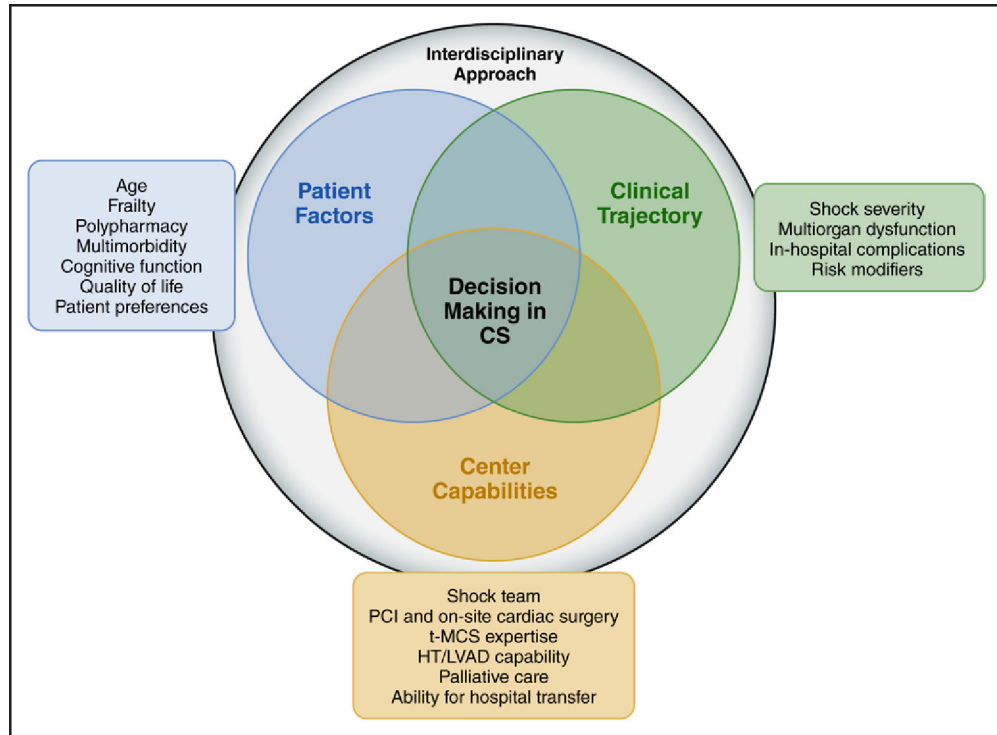 Interdisciplinary
Approach
Patient
Factors
Clinical
Trajectory
Age
Frailty
Polypharmacy
Multimorbidity
Cognitive function
Quality of life
Patient preferences
Shock severity
Multiorgan dysfunction
In-hospital complications
Risk modifiers
Decision
Making in
CS
Center
Capabilities
Shock team
PCI and on-site cardiac surgery
t-MCS expertise
HT/LVAD capability
Palliative care
Ability for hospital transfer